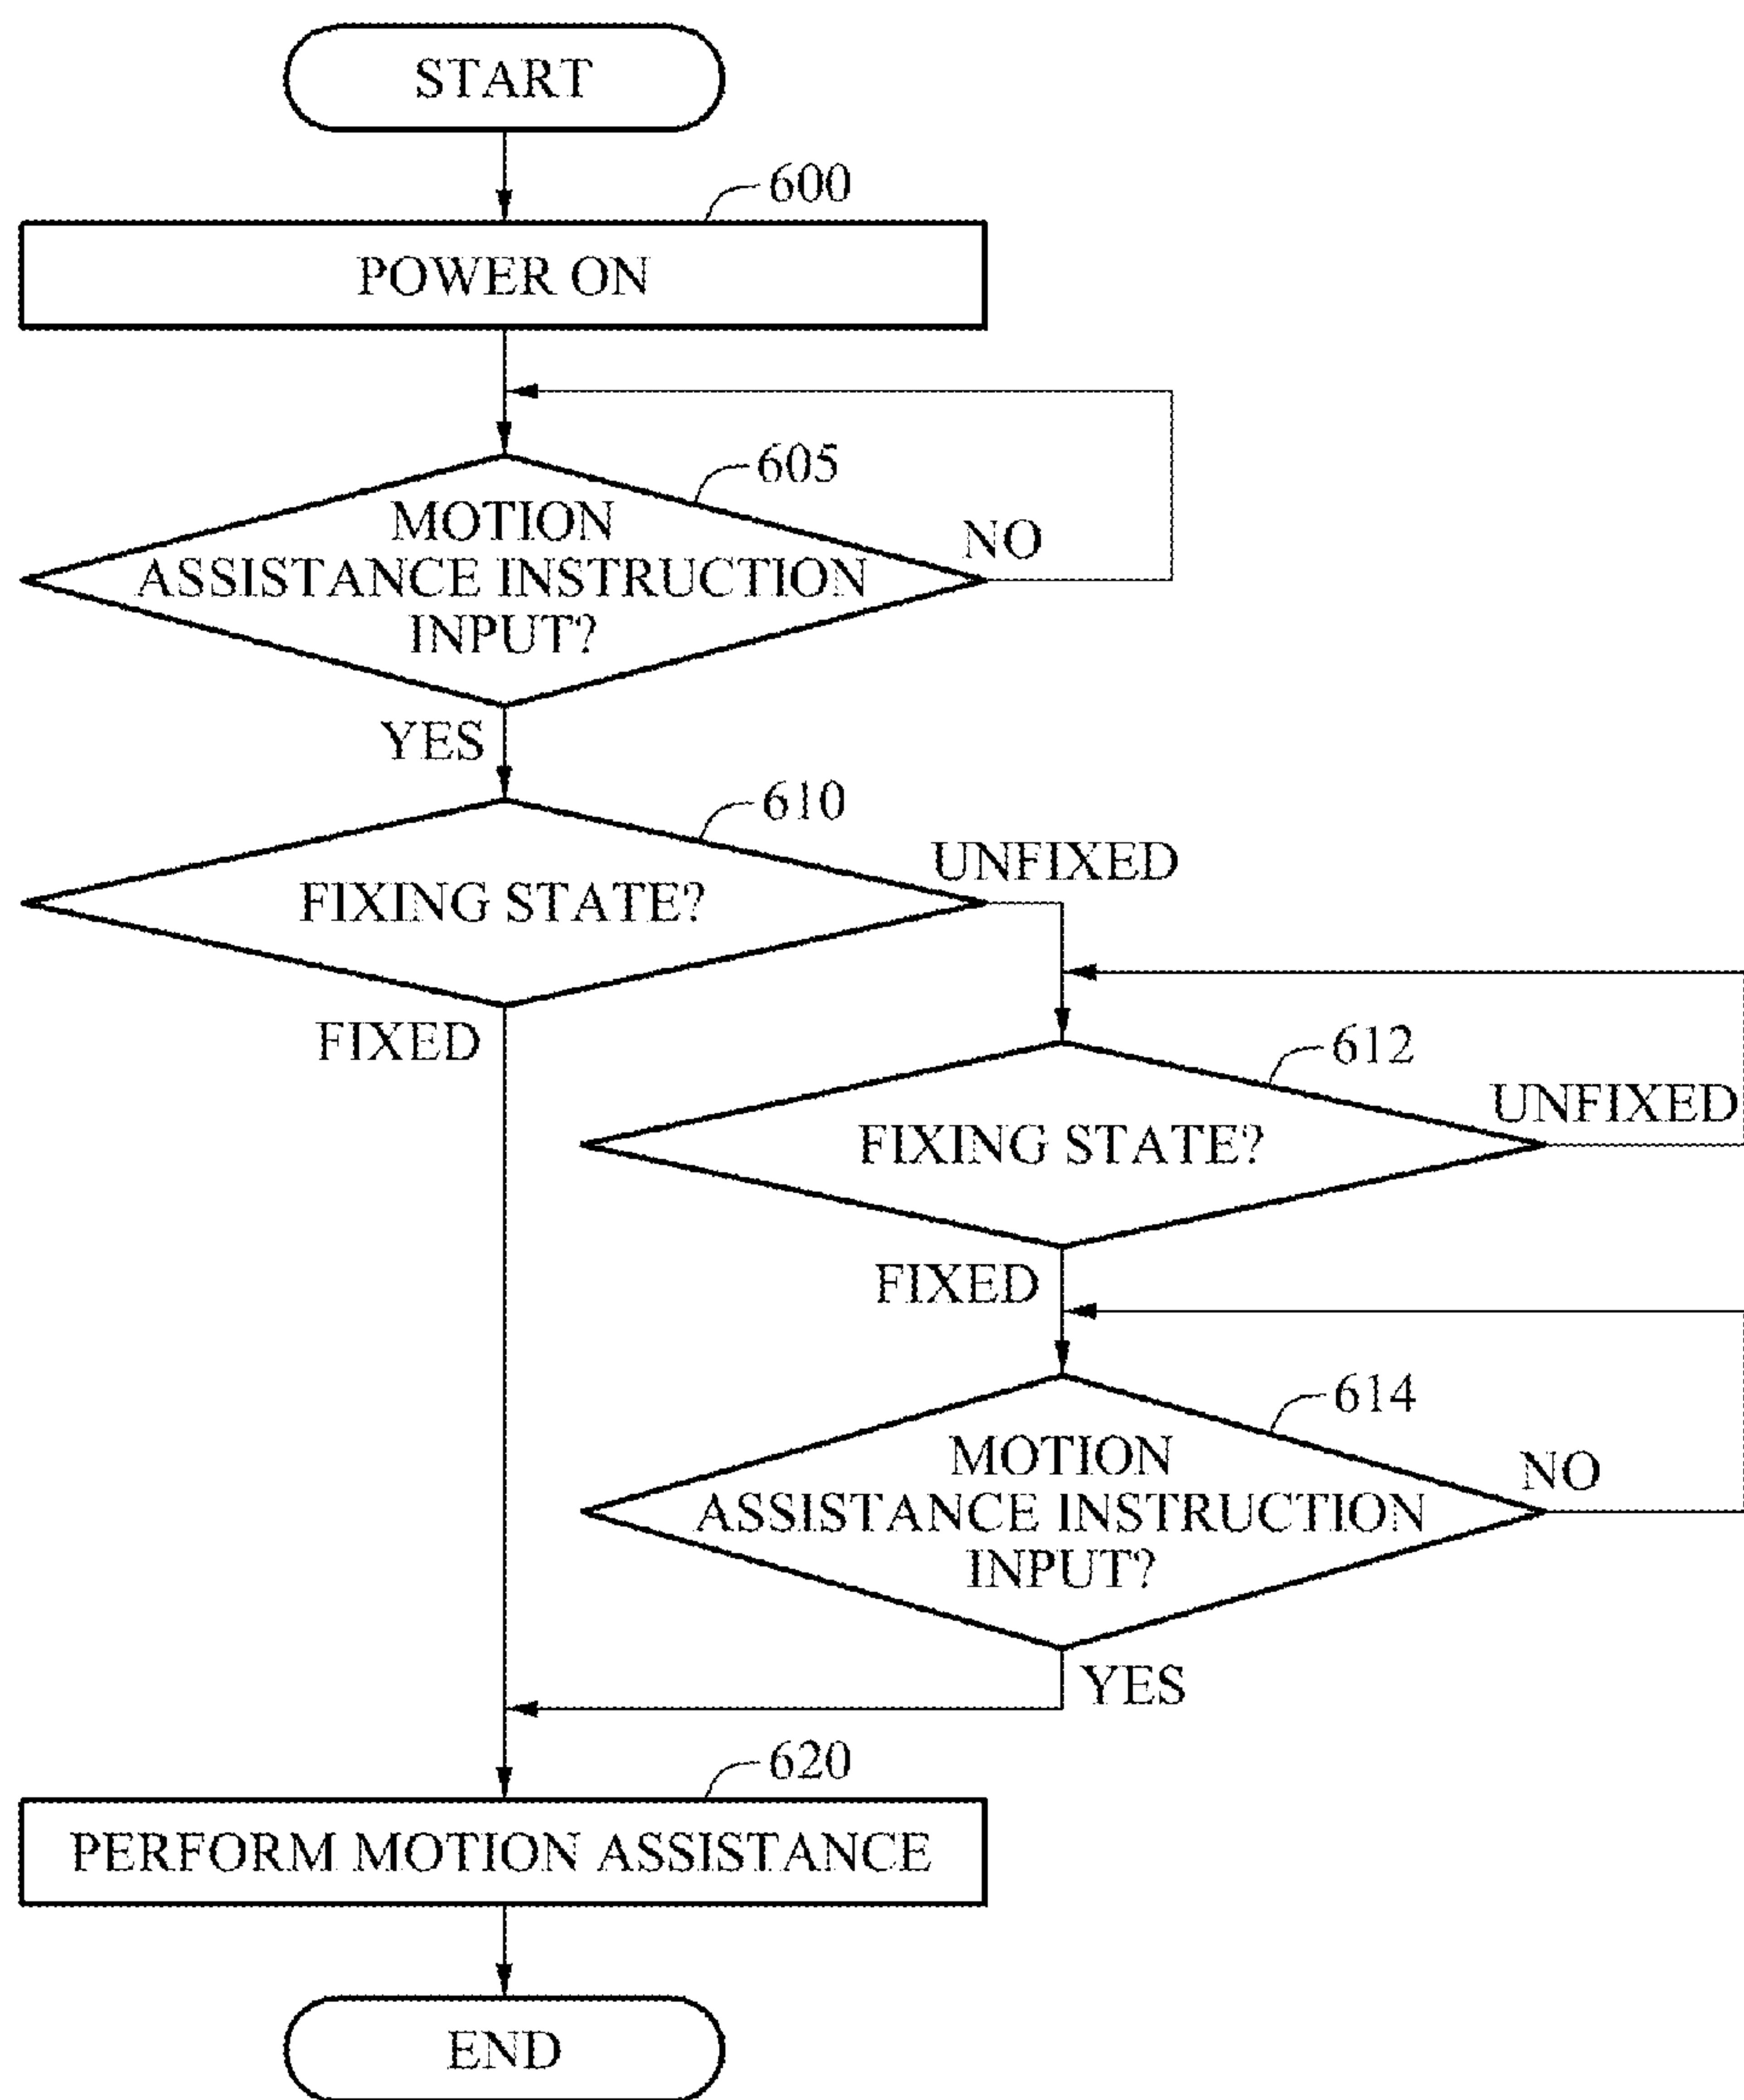 START
600
POWER ON
605
MOTION
ASSISTANCE INSTRUCTION
INPUT?
NO
YES
610
FIXING STATE?
UNFIXED
FIXED
612
FIXING STATE?
UNFIXED
FIXED
614
MOTION
ASSISTANCE INSTRUCTION
INPUT?
NO
YES
620
PERFORM MOTION ASSISTANCE
END